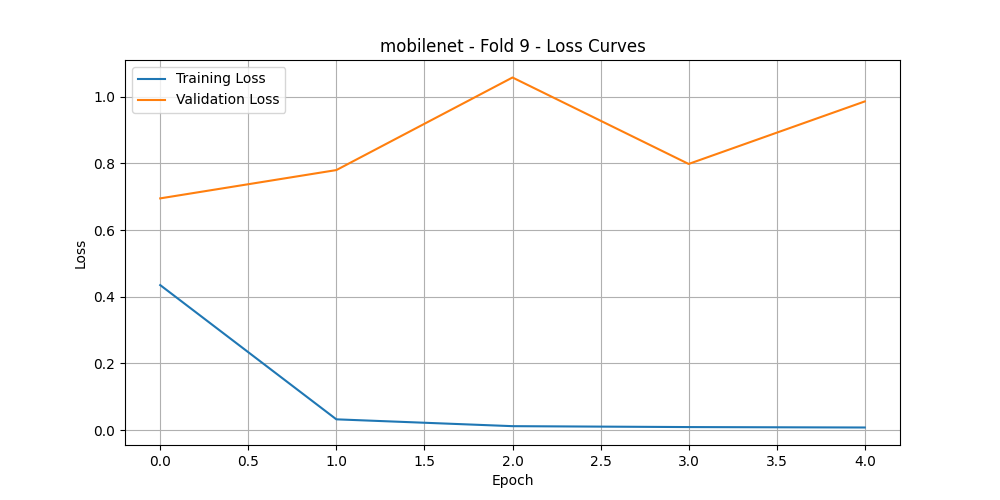 mobilenet - Fold 9 - Loss Curves
Training Loss
Validation Loss
1.0
0.8
0.6
0.4
0.2
0.0
Loss
0.0 0.5 1.0 1.5 2.0 2.5 3.0 3.5 4.0
Epoch